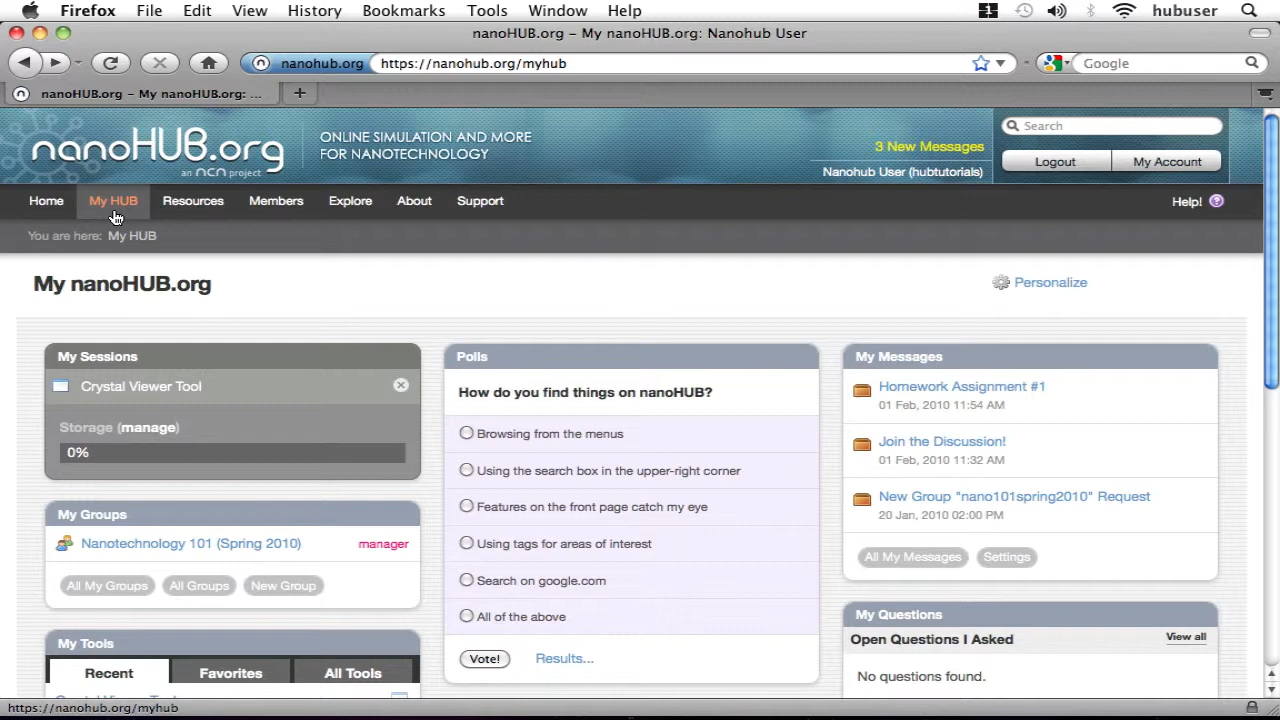 Firefox File Edit View History Bookmarks Tools Window Help 1 hubuser
nanoHUB.org – My nanoHUB.org: Nanohub User
nanohub.org https://nanohub.org/myhub Google
nanoHUB.org – My nanoHUB.org: ... +
nanoHUB.org
an ncn project
ONLINE SIMULATION AND MORE
FOR NANOTECHNOLOGY
Search
3 New Messages
Logout My Account
Nanohub User (hubtutorials)
Home My HUB Resources Members Explore About Support Help! ?
You are here: My HUB
My nanoHUB.org
Personalize
My Sessions
Crystal Viewer Tool
Storage (manage)
0%
My Groups
Nanotechnology 101 (Spring 2010) manager
All My Groups All Groups New Group
My Tools
Recent Favorites All Tools
Crystal Viewer Tool
Polls
How do you find things on nanoHUB?
Browsing from the menus
Using the search box in the upper-right corner
Features on the front page catch my eye
Using tags for areas of interest
Search on google.com
All of the above
Vote! Results...
My Messages
Homework Assignment #1
01 Feb, 2010 11:54 AM
Join the Discussion!
01 Feb, 2010 11:32 AM
New Group "nano101spring2010" Request
20 Jan, 2010 02:00 PM
All My Messages Settings
My Questions
Open Questions I Asked View all
No questions found.
https://nanohub.org/myhub